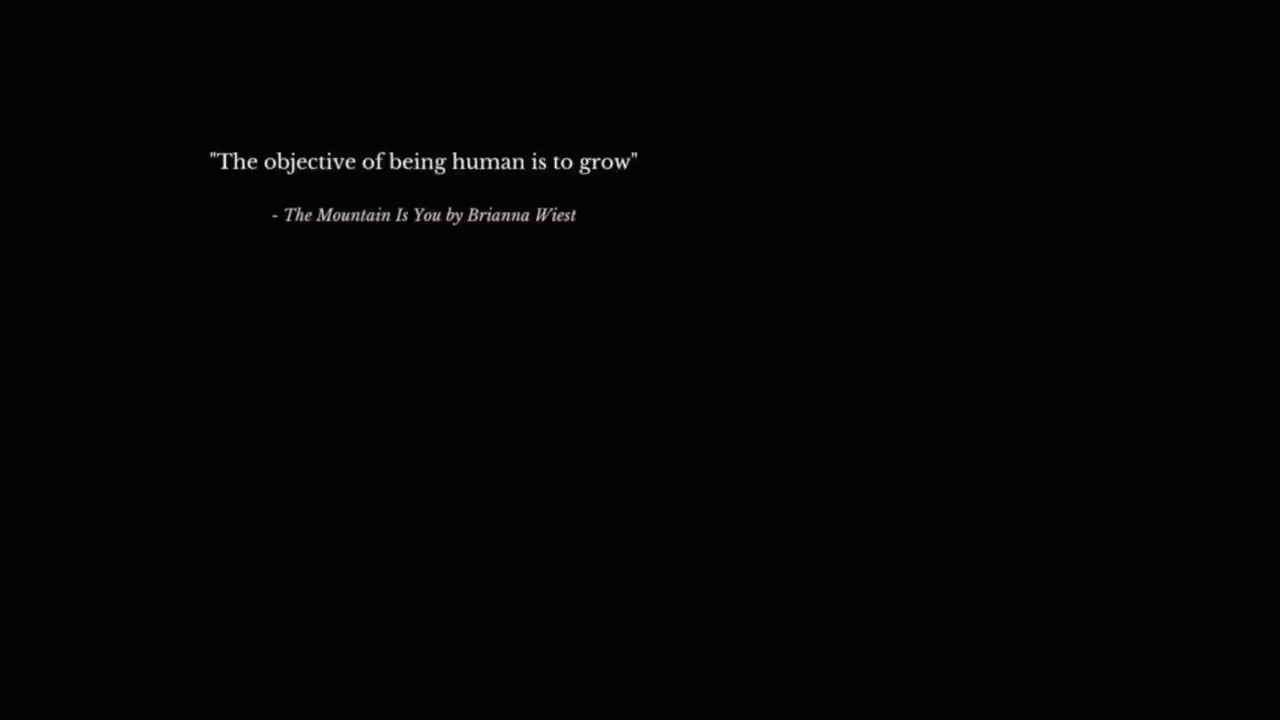 "The objective of being human is to grow"
- The Mountain Is You by Brianna Wiest